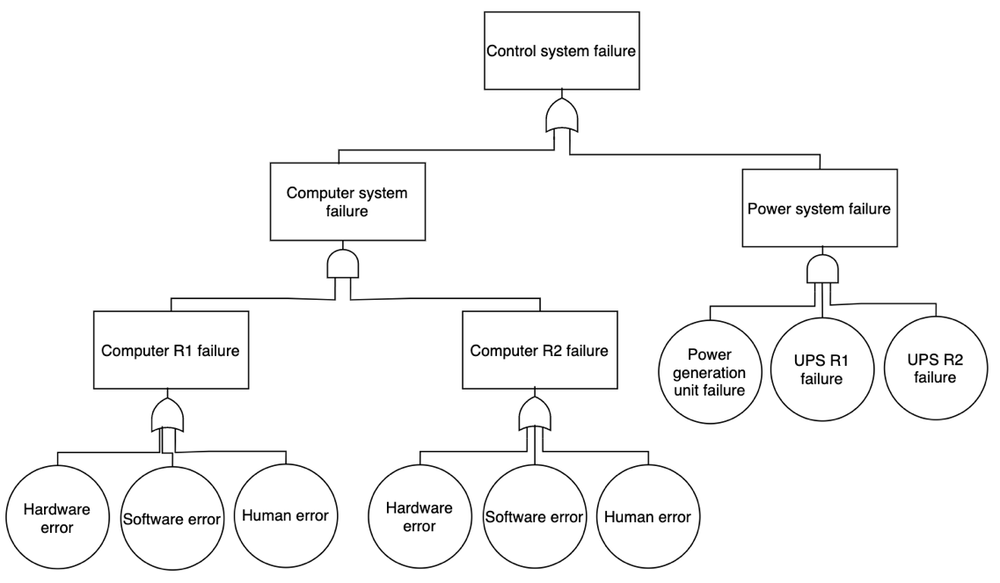 Control system failure
Computer system
failure
Power system failure
Computer R1 failure
Computer R2 failure
Power
generation
unit failure
UPS R1
failure
UPS R2
failure
Hardware
error
Software error
Human error
Hardware
error
Software error
Human error